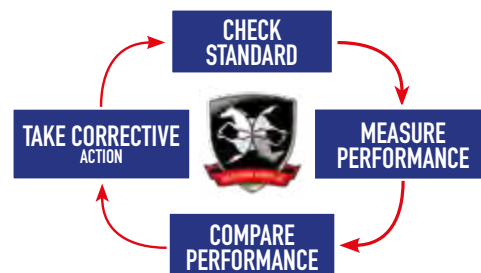 CHECK
STANDARD
MEASURE
PERFORMANCE
COMPARE
PERFORMANCE
TAKE CORRECTIVE
ACTION